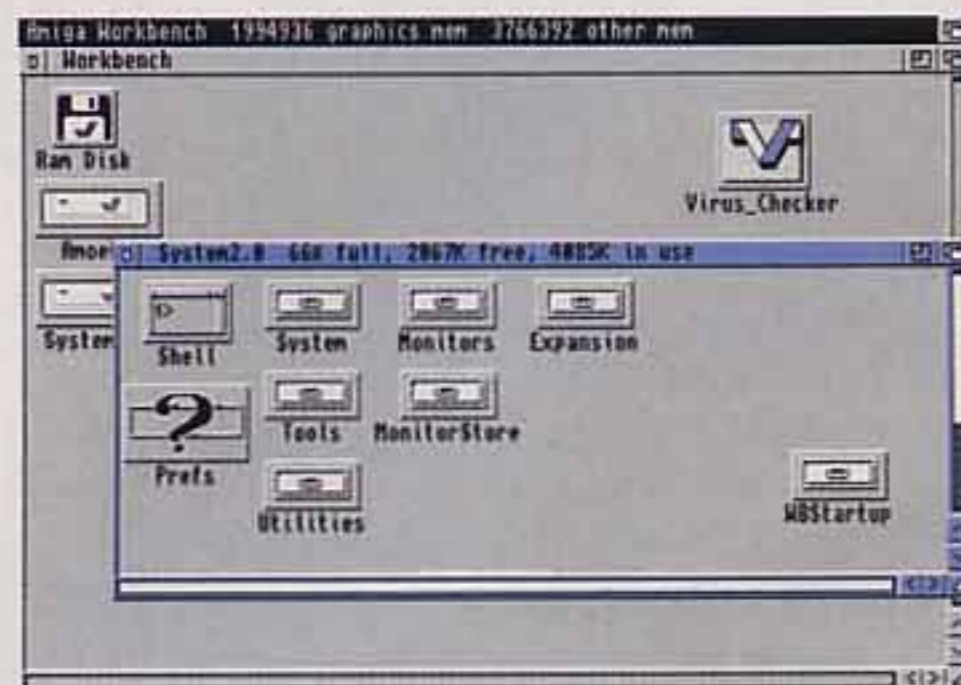 Amiga Workbench 1994936 graphics mem 3766392 other mem
Workbench
Ram Disk
Virus_Checker
System2.0 66% full, 2067K free, 4085K in use
System
Shell
System
Monitors
Expansion
Prefs
Tools
MonitorStore
Utilities
WBStartup